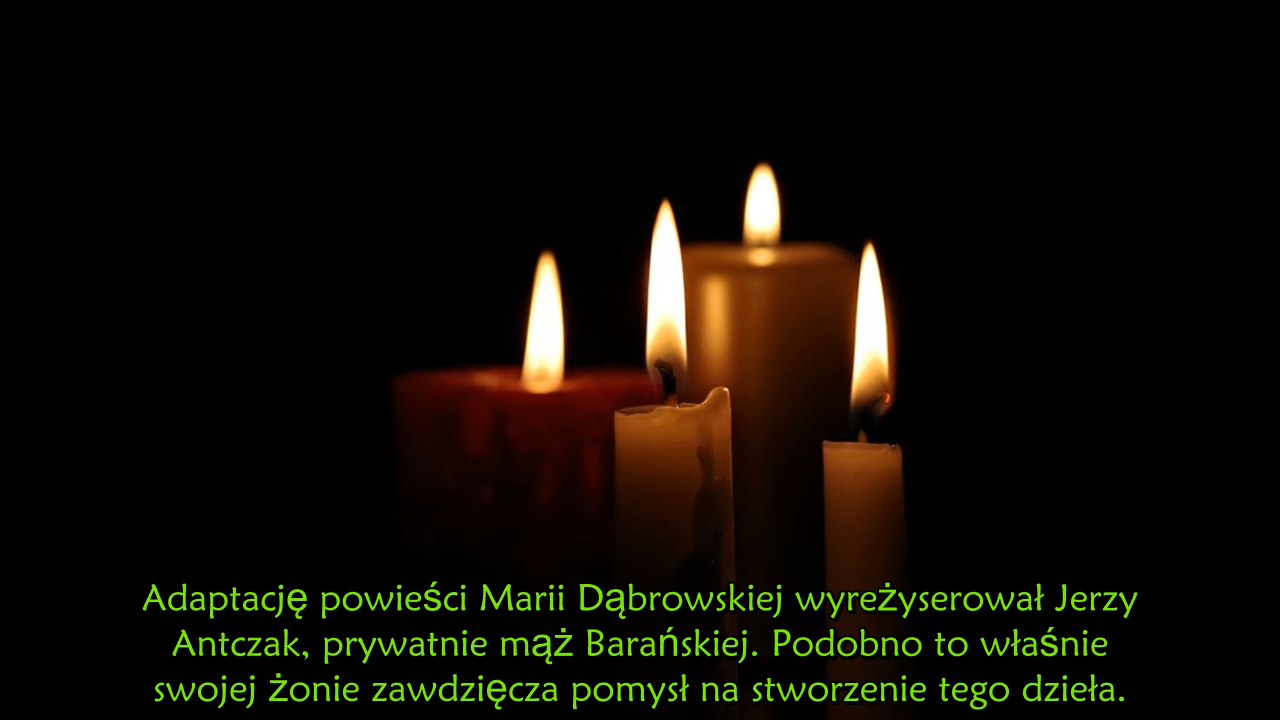 Adaptację powieści Marii Dąbrowskiej wyreżyserował Jerzy
Antczak, prywatnie mąż Barańskiej. Podobno to właśnie
swojej żonie zawdzięcza pomysł na stworzenie tego dzieła.